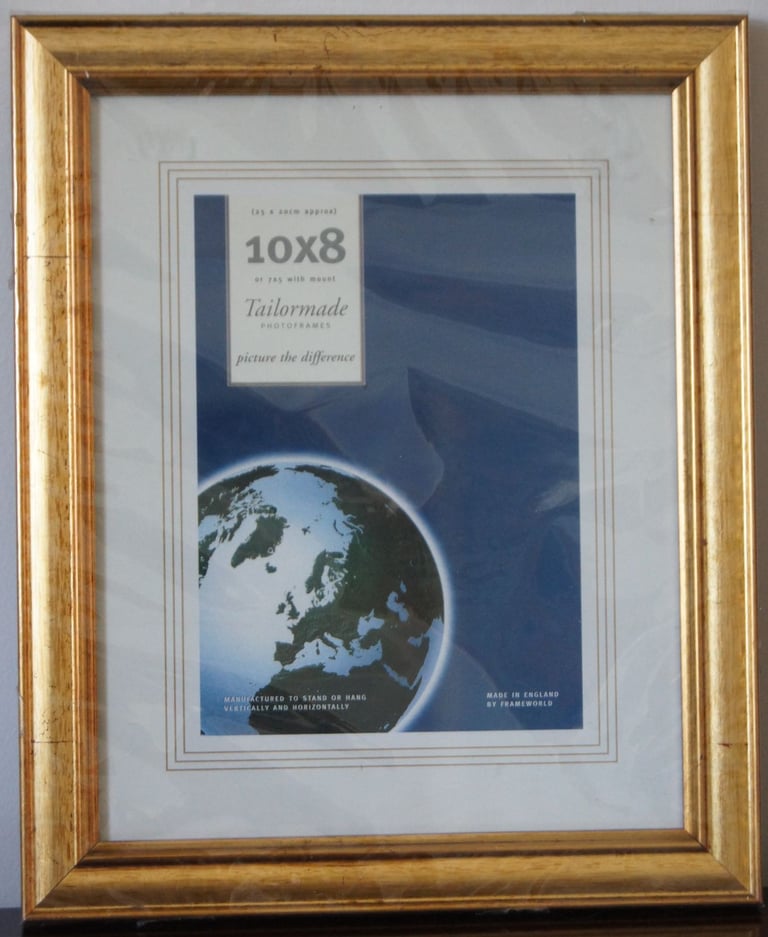 (25 x 20cm approx)
10x8
or 7x5 with mount
Tailormade
PHOTOFRAMES
picture the difference
MANUFACTURED TO STAND OR HANG
VERTICALLY AND HORIZONTALLY
MADE IN ENGLAND
BY FRAMEWORLD